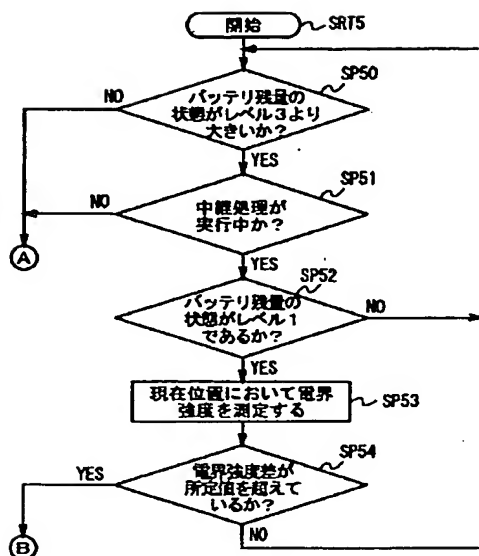 開始
SRT5
SP50
NO
バッテリ残量の
状態がレベル3より
大きいか?
YES
SP51
NO
中継処理が
実行中か?
A
YES
SP52
バッテリ残量の
状態がレベル1
であるか?
NO
YES
現在位置において電界
強度を測定する
SP53
SP54
YES
電界強度差が
所定値を超えて
いるか?
B
NO